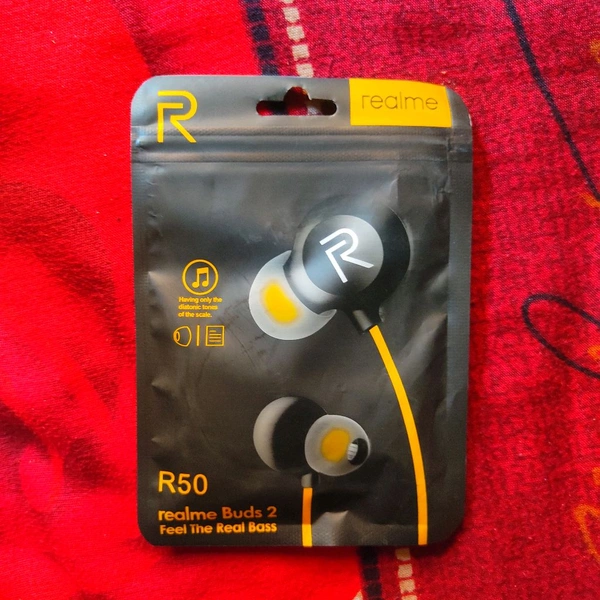 R
realme
R
Having only the
diatonic tones
of the scale.
R50
realme Buds 2
Feel The Real Bass